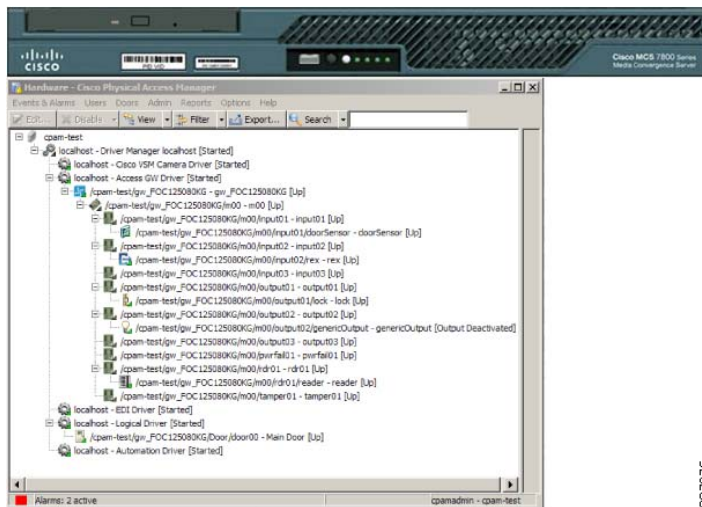 CISCO
PID VID
Cisco MCS 7800 Series
Media Convergence Server
Hardware - Cisco Physical Access Manager
Events & Alarms Users Doors Admin Reports Options Help
Edit... Disable View Filter Export... Search
cpam-test
localhost - Driver Manager localhost [Started]
localhost - Cisco VSM Camera Driver [Started]
localhost - Access GW Driver [Started]
/cpam-test/gw_FOC125080KG - gw_FOC125080KG [Up]
/cpam-test/gw_FOC125080KG/m00 - m00 [Up]
/cpam-test/gw_FOC125080KG/m00/input01 - input01 [Up]
/cpam-test/gw_FOC125080KG/m00/input01/doorSensor - doorSensor [Up]
/cpam-test/gw_FOC125080KG/m00/input02 - input02 [Up]
/cpam-test/gw_FOC125080KG/m00/input02/rex - rex [Up]
/cpam-test/gw_FOC125080KG/m00/input03 - input03 [Up]
/cpam-test/gw_FOC125080KG/m00/output01 - output01 [Up]
/cpam-test/gw_FOC125080KG/m00/output01/lock - lock [Up]
/cpam-test/gw_FOC125080KG/m00/output02 - output02 [Up]
/cpam-test/gw_FOC125080KG/m00/output02/genericOutput - genericOutput [Output Deactivated]
/cpam-test/gw_FOC125080KG/m00/output03 - output03 [Up]
/cpam-test/gw_FOC125080KG/m00/pwrfail01 - pwrfail01 [Up]
/cpam-test/gw_FOC125080KG/m00/rdr01 - rdr01 [Up]
/cpam-test/gw_FOC125080KG/m00/rdr01/reader - reader [Up]
/cpam-test/gw_FOC125080KG/m00/tamper01 - tamper01 [Up]
localhost - EDI Driver [Started]
localhost - Logical Driver [Started]
/cpam-test/gw_FOC125080KG/Door/door00 - Main Door [Up]
localhost - Automation Driver [Started]
Alarms: 2 active
cpamadmin - cpam-test